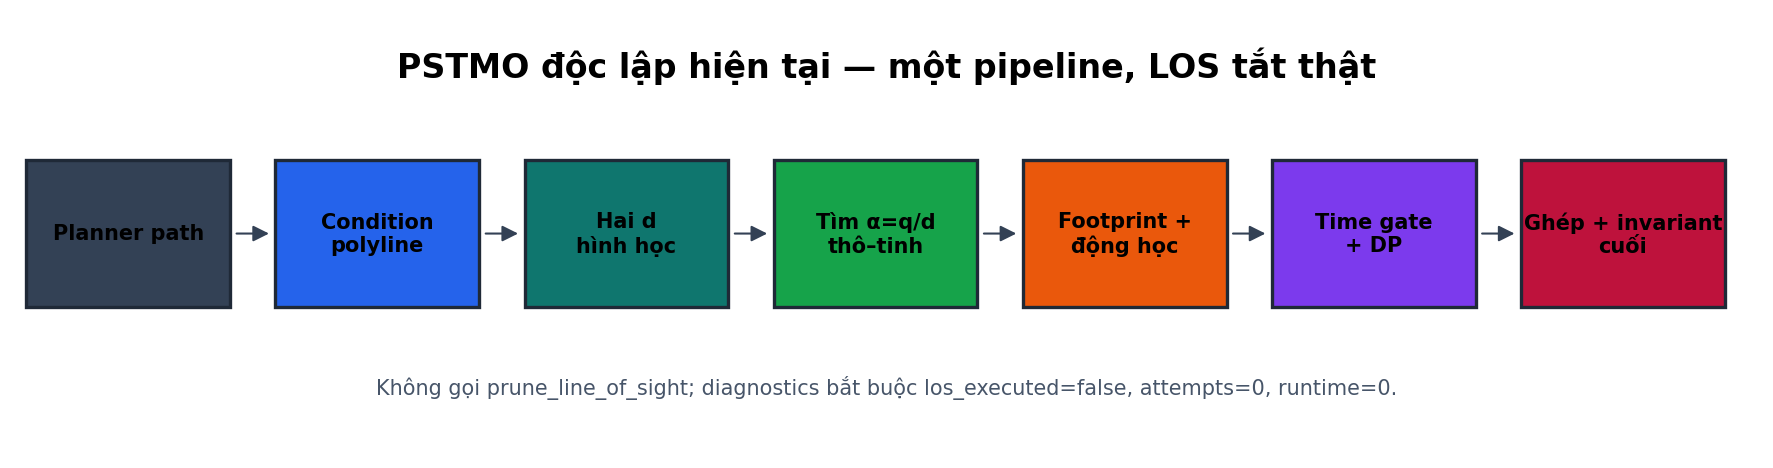 PSTMO độc lập hiện tại — một pipeline, LOS tắt thật
Planner path
Condition
polyline
Hai d
hình học
Tìm α=q/d
thô–tinh
Footprint +
động học
Time gate
+ DP
Ghép + invariant
cuối
Không gọi prune_line_of_sight; diagnostics bắt buộc los_executed=false, attempts=0, runtime=0.